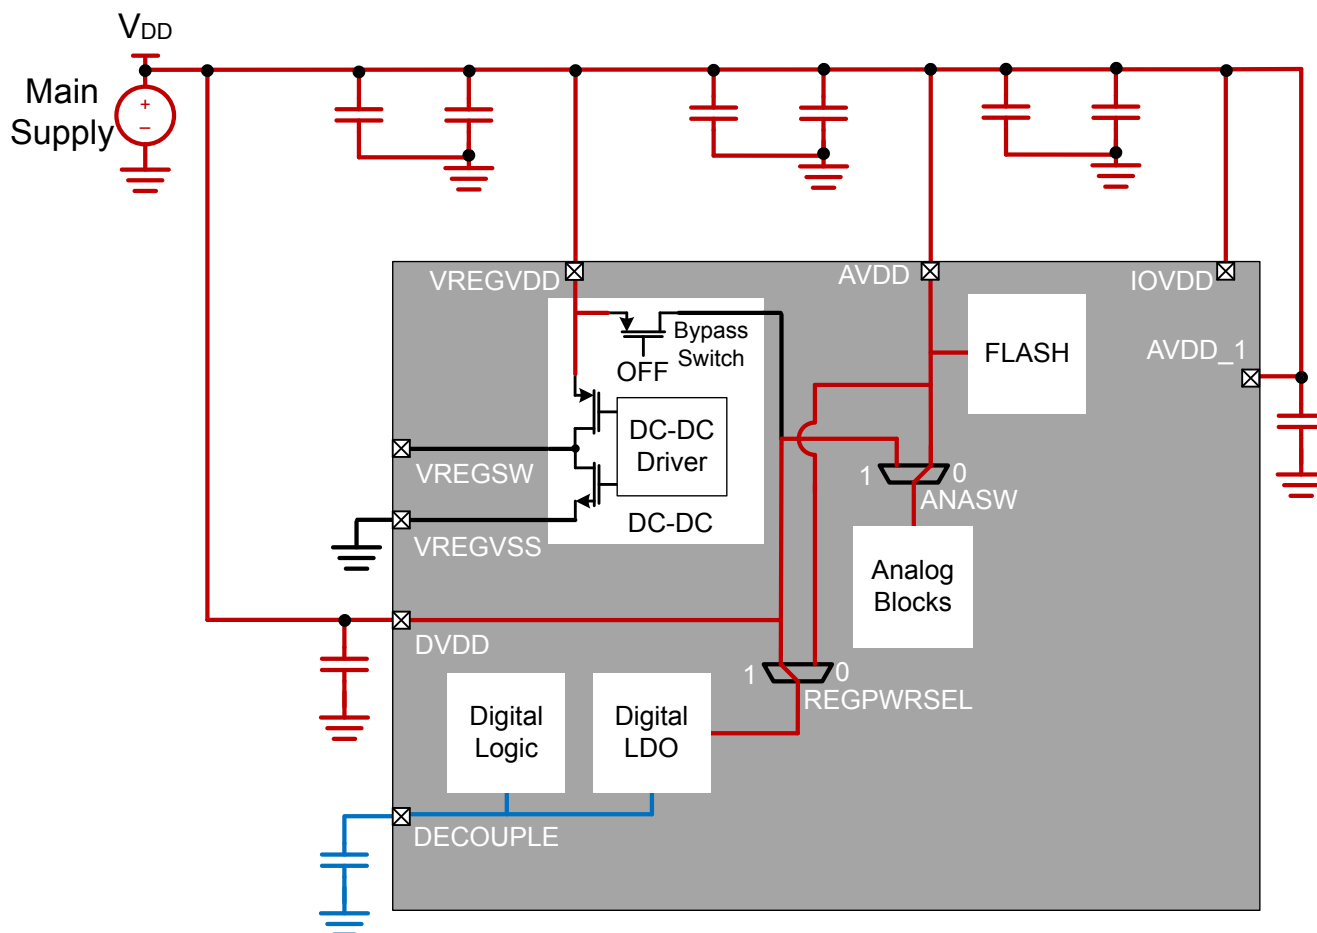 VDD
Main
Supply
+
–
VREGVDD
AVDD
IOVDD
Bypass
Switch
OFF
FLASH
AVDD_1
DC-DC
Driver
VREGSW
1
0
ANASW
DC-DC
VREGVSS
Analog
Blocks
DVDD
1
0
REGPWRSEL
Digital
Logic
Digital
LDO
DECOUPLE